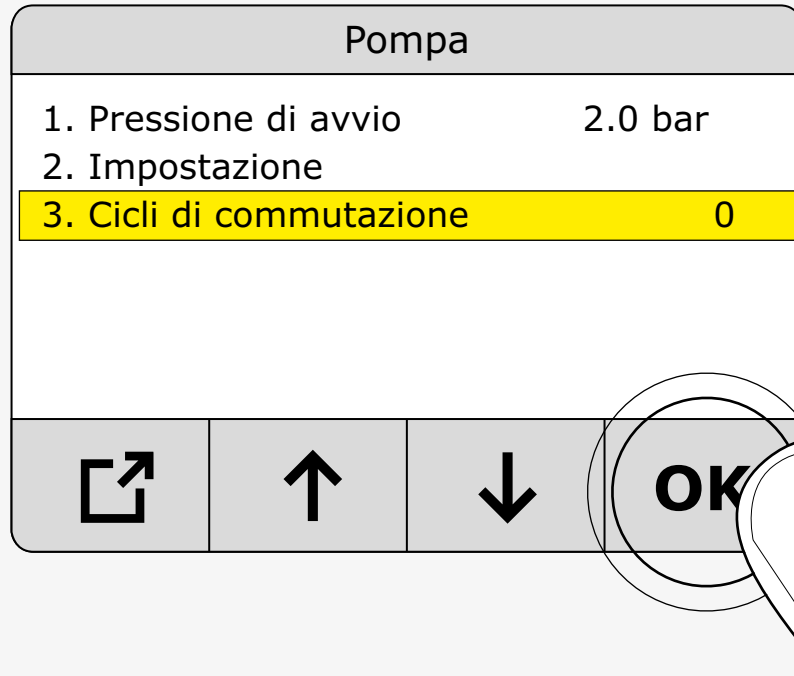 Pompa
1. Pressione di avvio 2.0 bar
2. Impostazione
3. Cicli di commutazione 0
OK